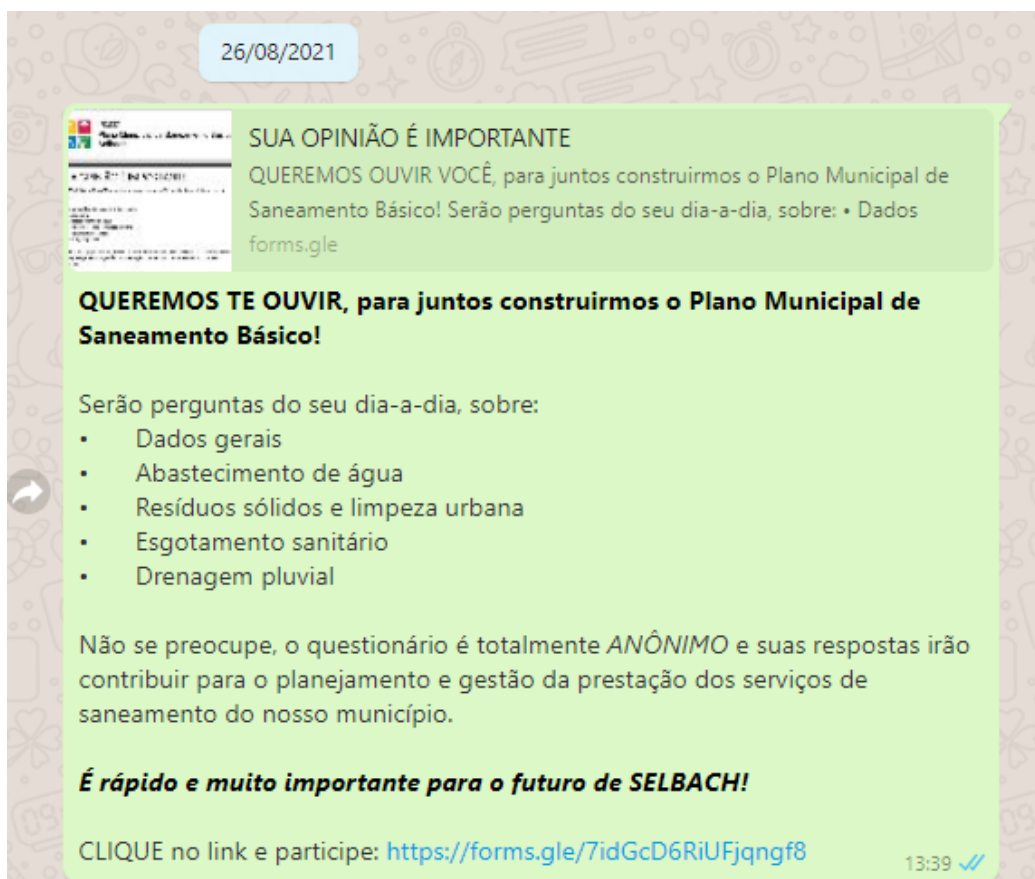 26/08/2021
SUA OPINIÃO É IMPORTANTE
QUEREMOS OUVIR VOCÊ, para juntos construirmos o Plano Municipal de
Saneamento Básico! Serão perguntas do seu dia-a-dia, sobre: • Dados
forms.gle
QUEREMOS TE OUVIR, para juntos construirmos o Plano Municipal de
Saneamento Básico!
Serão perguntas do seu dia-a-dia, sobre:
• Dados gerais
• Abastecimento de água
• Resíduos sólidos e limpeza urbana
• Esgotamento sanitário
• Drenagem pluvial
Não se preocupe, o questionário é totalmente ANÔNIMO e suas respostas irão
contribuir para o planejamento e gestão da prestação dos serviços de
saneamento do nosso município.
É rápido e muito importante para o futuro de SELBACH!
CLIQUE no link e participe: https://forms.gle/7idGcD6RiUFjqngf8
13:39